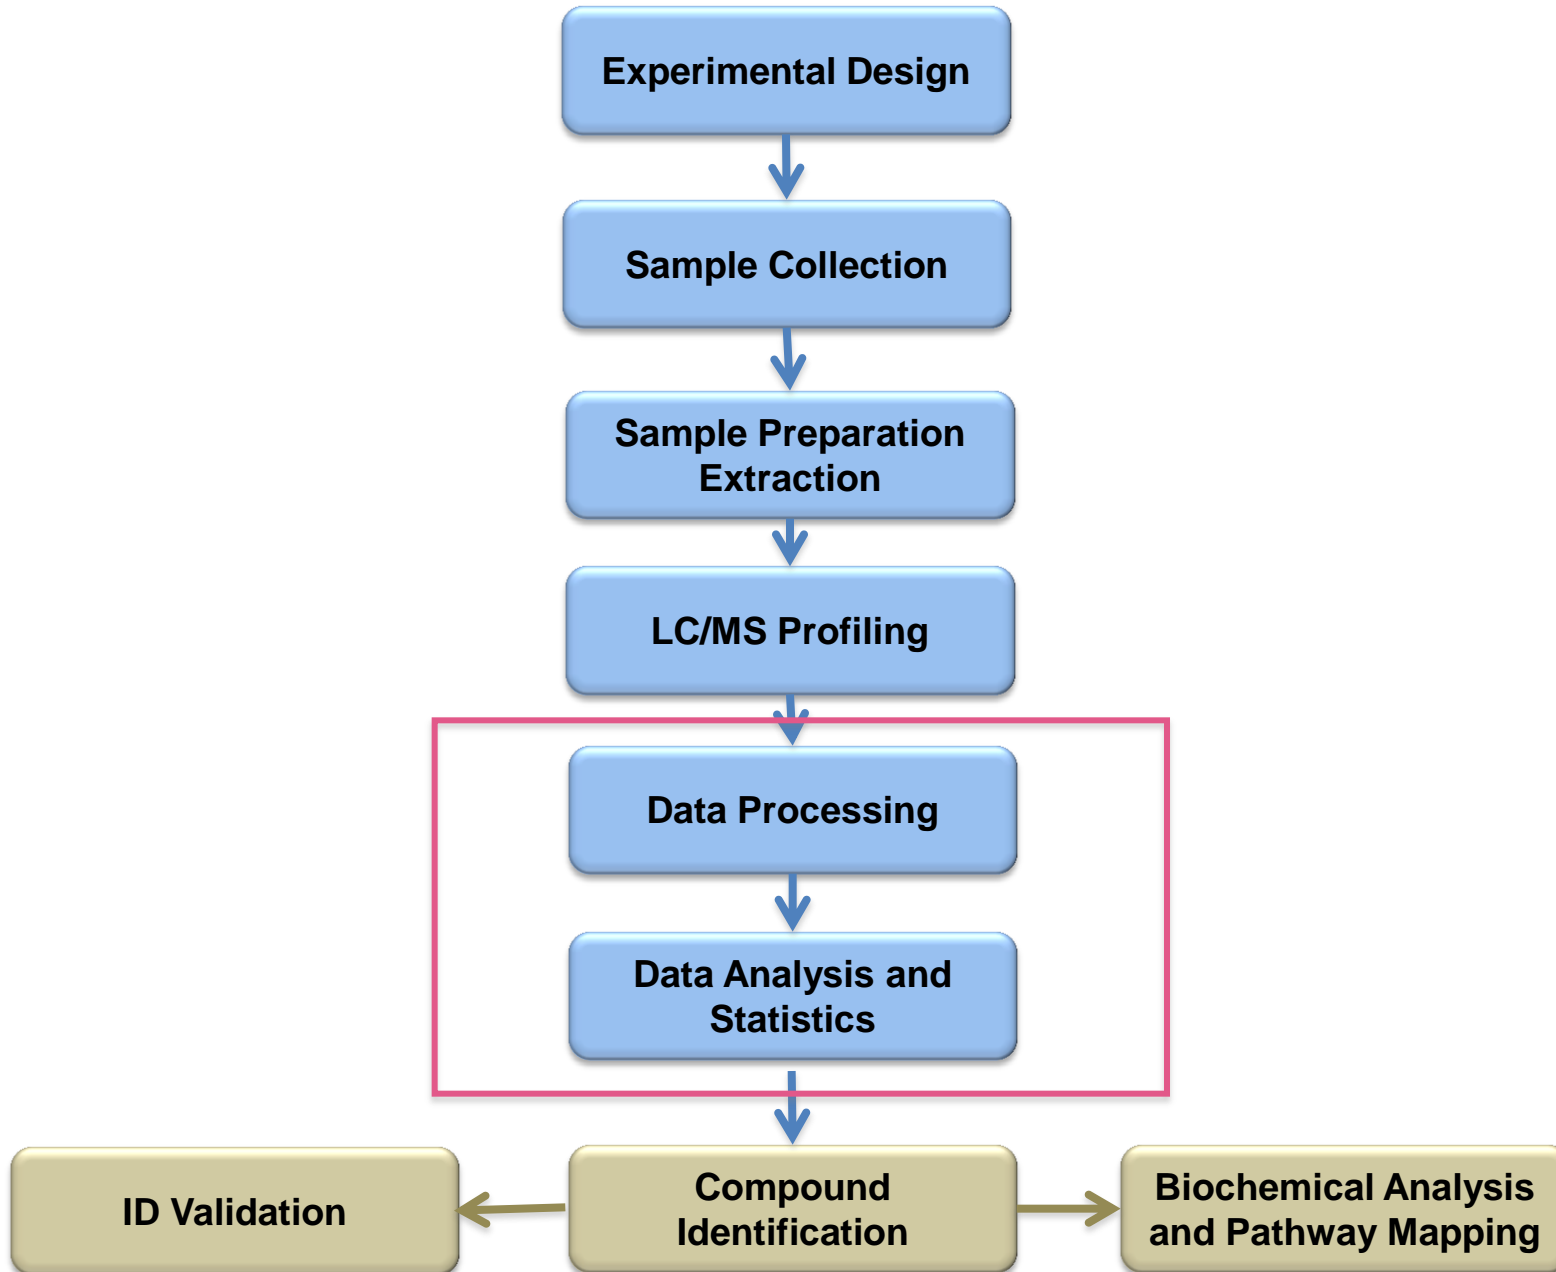 Experimental Design
Sample Collection
Sample Preparation
Extraction
LC/MS Profiling
Data Processing
Data Analysis and
Statistics
ID Validation
Compound
Identification
Biochemical Analysis
and Pathway Mapping